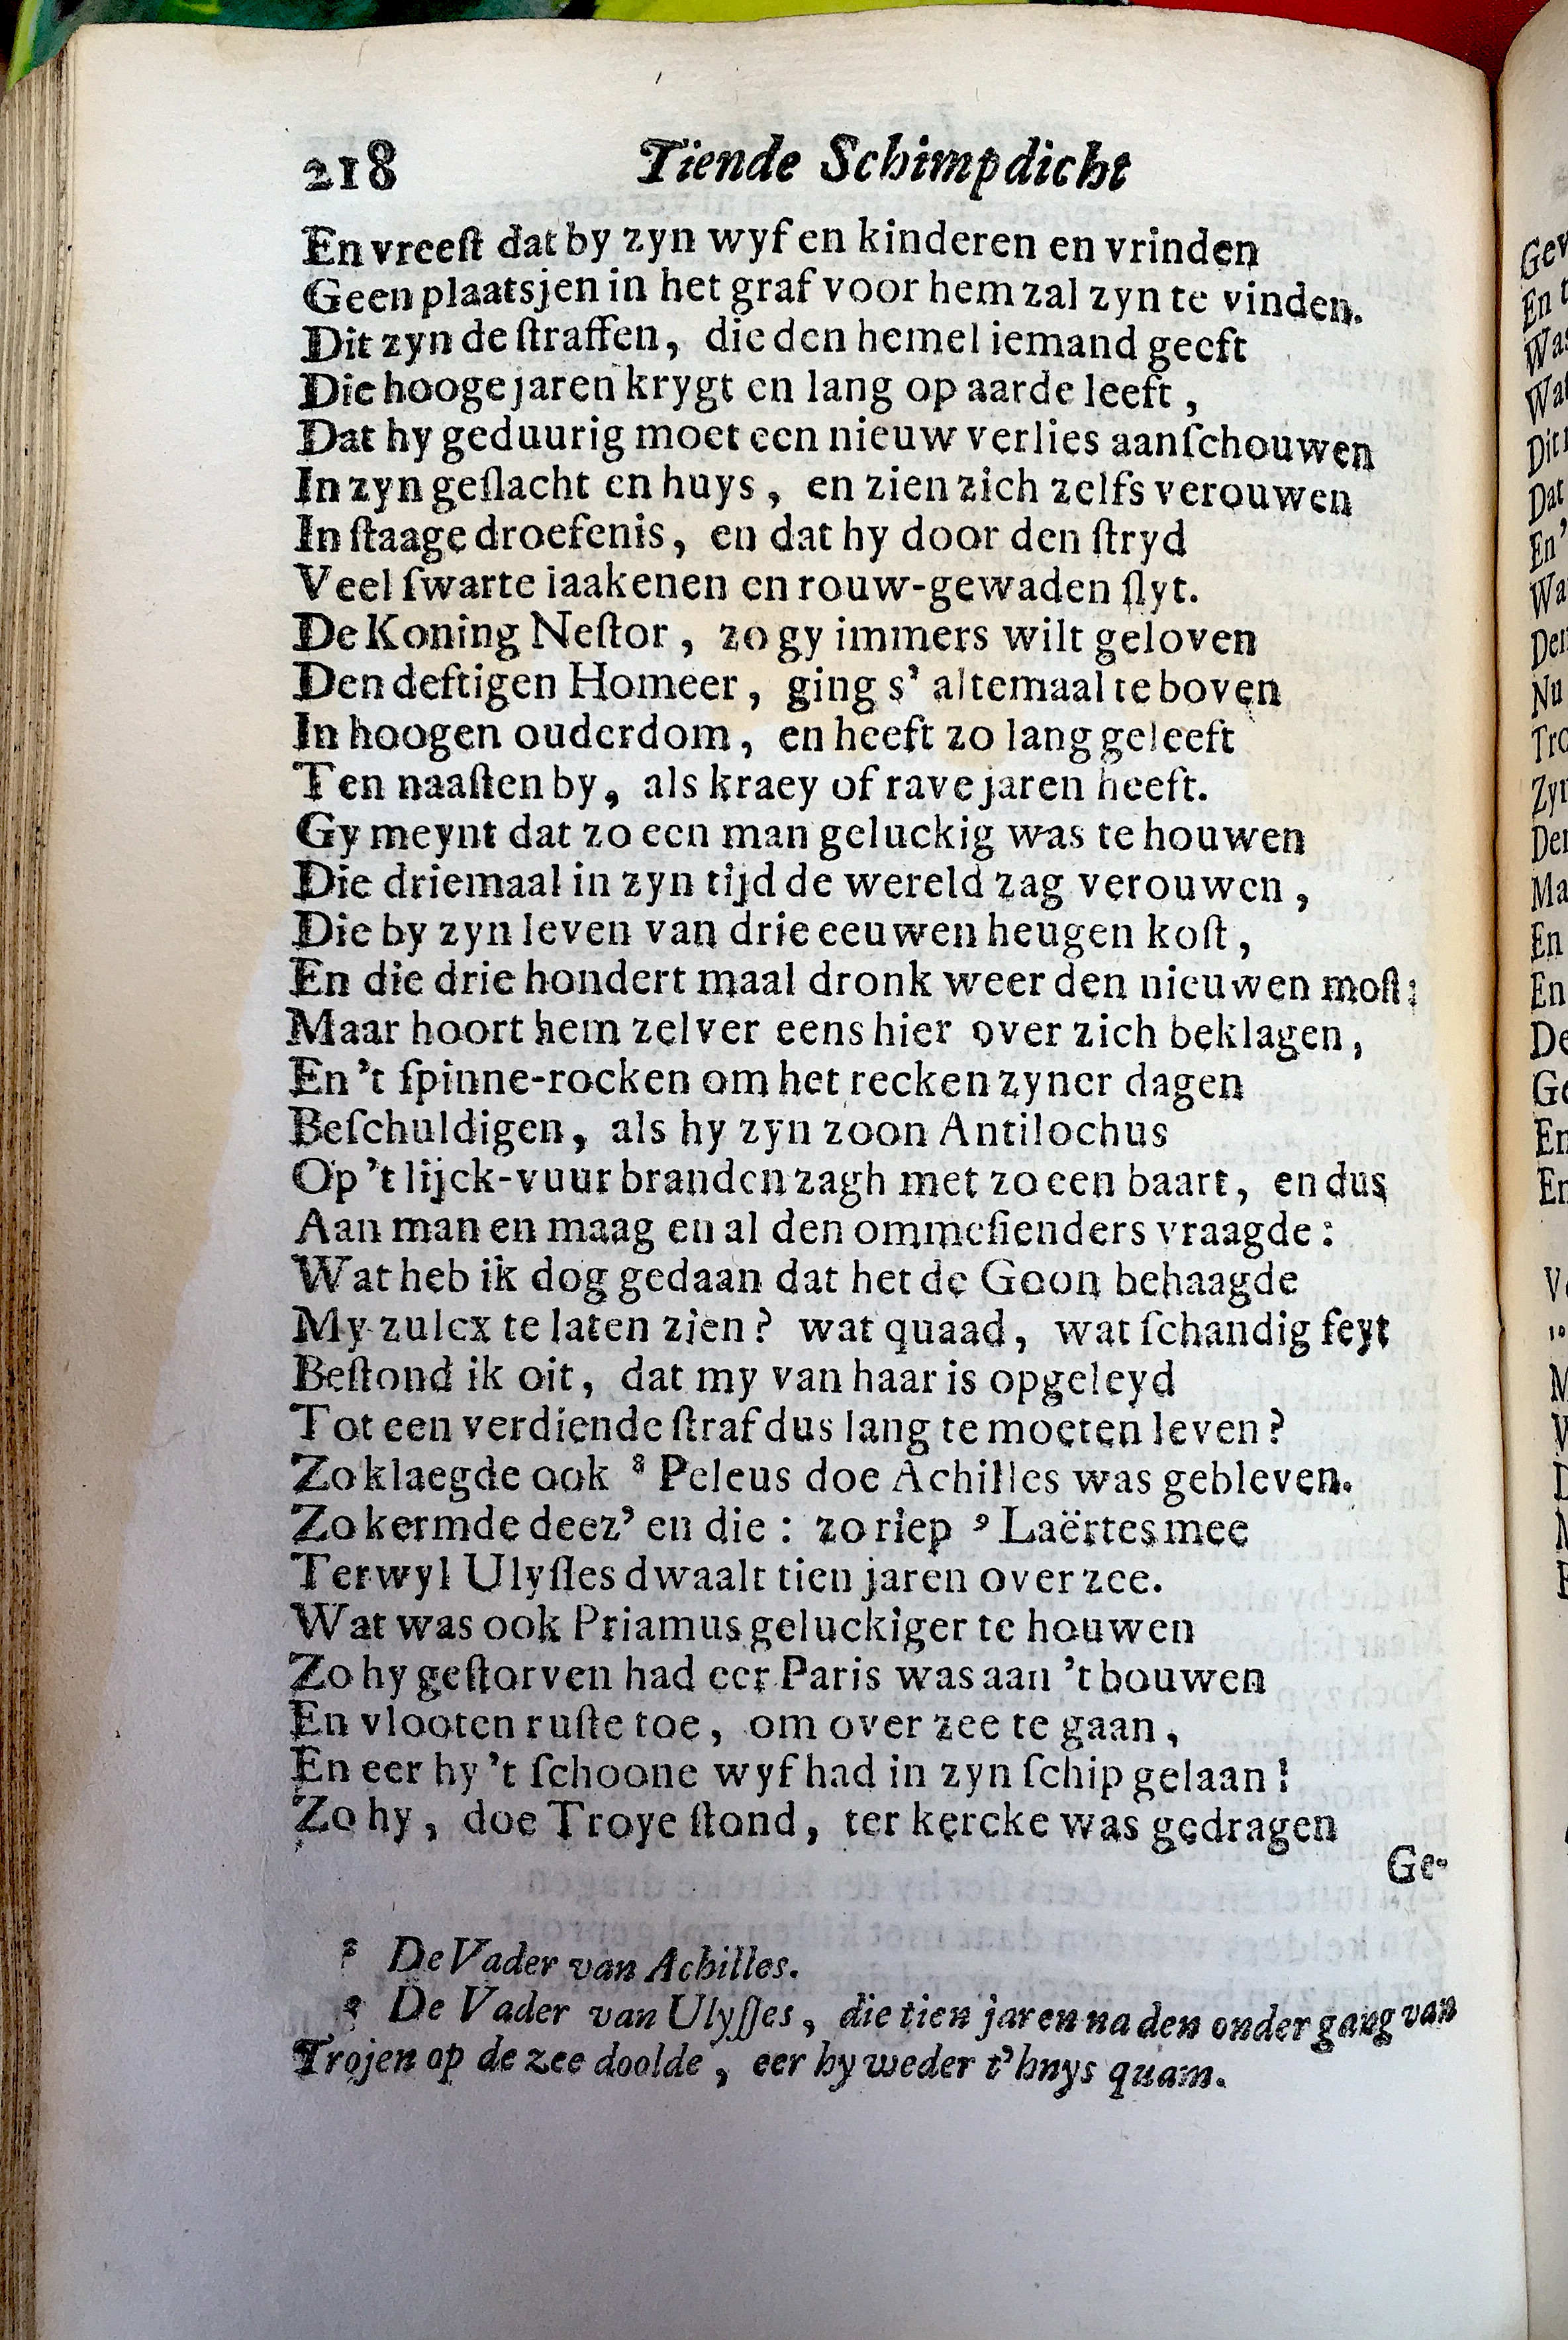 218 Tiende Schimpdicht
En vreeſt dat by zyn wyf en kinderen en vrinden
Geen plaatsjen in het graf voor hem zal zyn te vinden.
Dit zyn de ſtraffen, die den hemel iemand geeft
Die hooge jaren krygt en lang op aarde leeft,
Dat hy geduurig moet een nieuw verlies aanſchouwen
In zyn geſlacht en huys, en zien zich zelfs verouwen
In ſtaage droefenis, en dat hy door den ſtryd
Veel ſwarte laakenen en rouw-gewaden ſlyt.
De Koning Neſtor, zo gy immers wilt geloven
Den deftigen Homeer, ging s' altemaal te boven
In hoogen ouderdom, en heeft zo lang geleeft
Ten naaſten by, als kraey of rave jaren heeft.
Gy meynt dat zo een man geluckig was te houwen
Die driemaal in zyn tijd de wereld zag verouwen,
Die by zyn leven van drie eeuwen heugen koſt,
En die drie hondert maal dronk weer den nieuwen moſt:
Maar hoort hem zelver eens hier over zich beklagen,
En 't ſpinne-rocken om het recken zyner dagen
Beſchuldigen, als hy zyn zoon Antilochus
Op 't lijck-vuur branden zagh met zo een baart, en dus
Aan man en maag en al den ommeſienders vraagde:
Wat heb ik dog gedaan dat het de Goon behaagde
My zulcx te laten zien? wat quaad, wat ſchandig feyt
Beſtond ik oit, dat my van haar is opgeleyd
Tot een verdiende ſtraf dus lang te moeten leven?
Zo klaegde ook ⁸ Peleus doe Achilles was gebleven.
Zo kermde deez' en die: zo riep ⁹ Laërtes mee
Terwyl Ulyſſes dwaalt tien jaren over zee.
Wat was ook Priamus geluckiger te houwen
Zo hy geſtorven had eer Paris was aan 't bouwen
En vlooten ruſte toe, om over zee te gaan,
En eer hy 't ſchoone wyf had in zyn ſchip gelaan!
Zo hy, doe Troye ſtond, ter kercke was gedragen
Ge-
⁸ De Vader van Achilles.
⁹ De Vader van Ulyſſes, die tien jaren na den onder gang van
Trojen op de zee doolde, eer hy weder t' hnys quam.